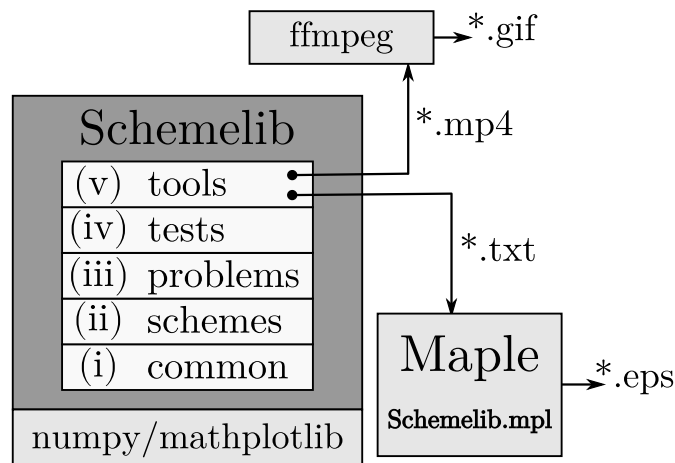 ffmpeg
*.gif
Schemelib
*.mp4
(v) tools
(iv) tests
*.txt
(iii) problems
(ii) schemes
(i) common
Maple
*.eps
Schemelib.mpl
numpy/mathplotlib